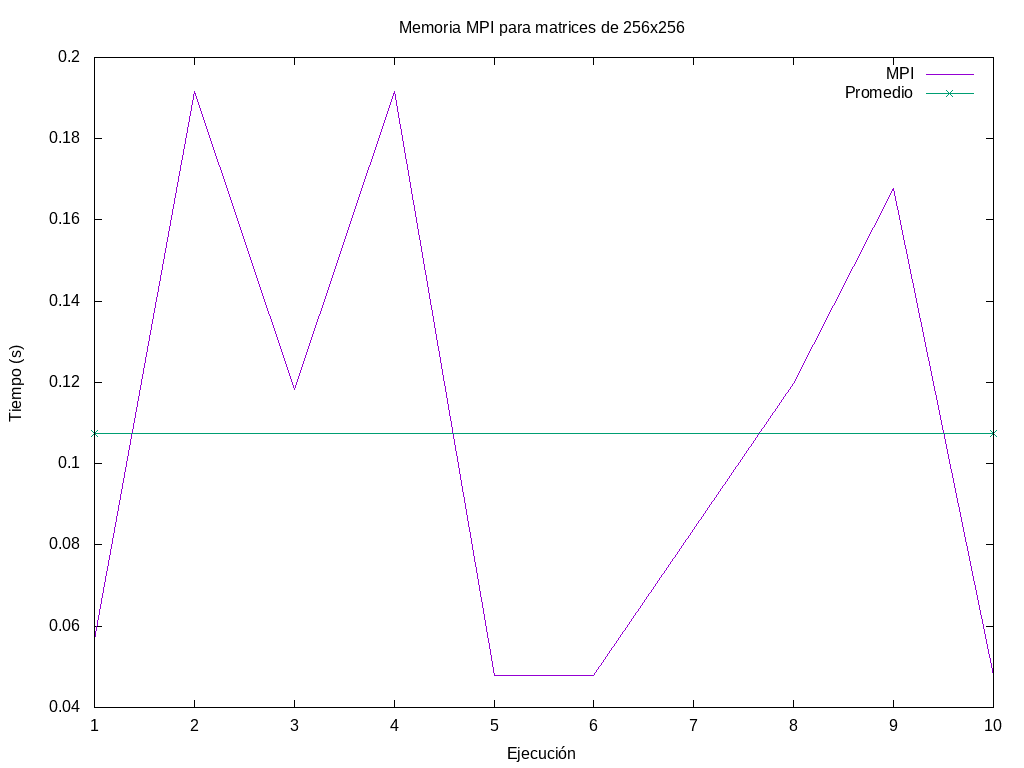 Memoria MPI para matrices de 256x256
MPI
Promedio
0.2
0.18
0.16
0.14
0.12
0.1
0.08
0.06
0.04
Tiempo (s)
1 2 3 4 5 6 7 8 9 10
Ejecución